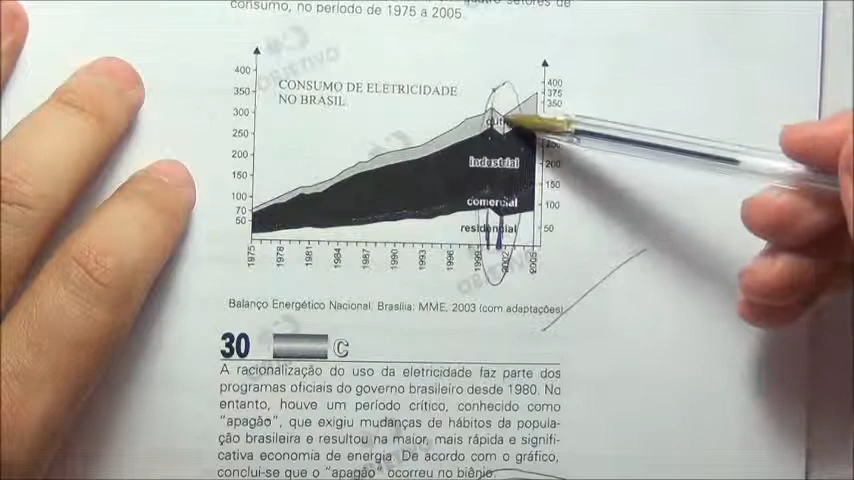 consumo, no período de 1975 a 2005.
CONSUMO DE ELETRICIDADE
NO BRASIL
400
350
300
250
200
150
100
70
50
400
375
350
200
150
100
50
industrial
comercial
residencial
1975
1978
1981
1984
1987
1990
1993
1996
1999
2002
2005
Balanço Energético Nacional. Brasília: MME, 2003 (com adaptações)
30 C
A racionalização do uso da eletricidade faz parte dos
programas oficiais do governo brasileiro desde 1980. No
entanto, houve um período crítico, conhecido como
"apagão", que exigiu mudanças de hábitos da popula-
ção brasileira e resultou na maior, mais rápida e signifi-
cativa economia de energia. De acordo com o gráfico,
conclui-se que o "apagão" ocorreu no biênio